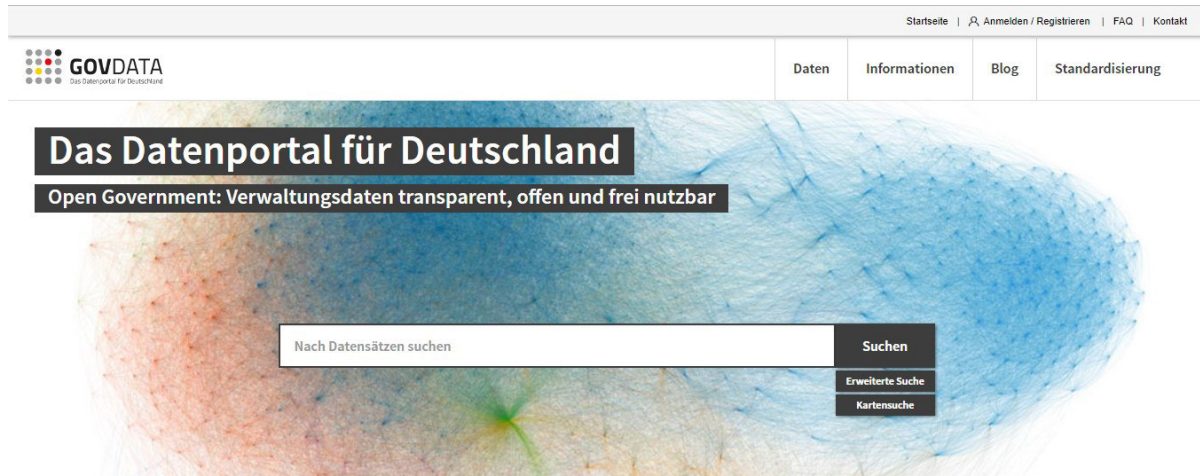 Startseite | Anmelden / Registrieren | FAQ | Kontakt
GOVDATA
Das Datenportal für Deutschland
Daten Informationen Blog Standardisierung
Das Datenportal für Deutschland
Open Government: Verwaltungsdaten transparent, offen und frei nutzbar
Nach Datensätzen suchen Suchen
Erweiterte Suche
Kartensuche